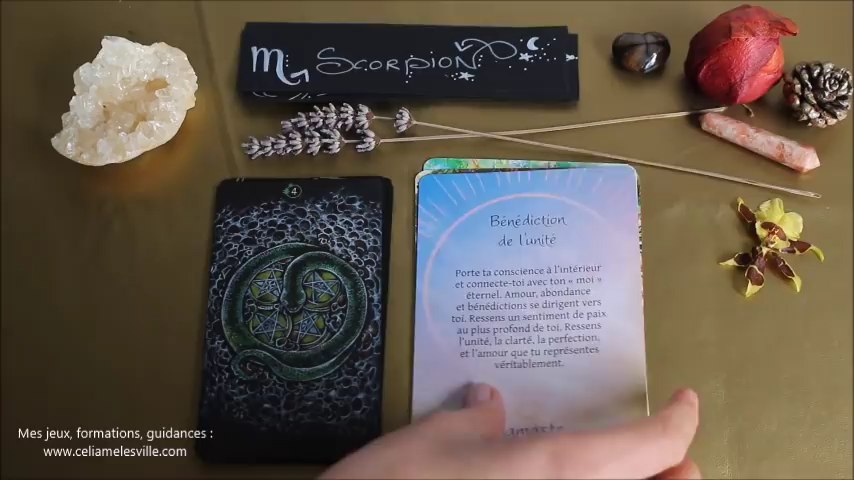 Scorpion
4
Bénédiction
de l'unité
Porte ta conscience à l'intérieur
et connecte-toi avec ton « moi »
éternel. Amour, abondance
et bénédictions se dirigent vers
toi. Ressens un sentiment de paix
au plus profond de toi. Ressens
l'unité, la clarté, la perfection,
et l'amour que tu représentes
véritablement.
Mes jeux, formations, guidances :
www.celiamelesville.com